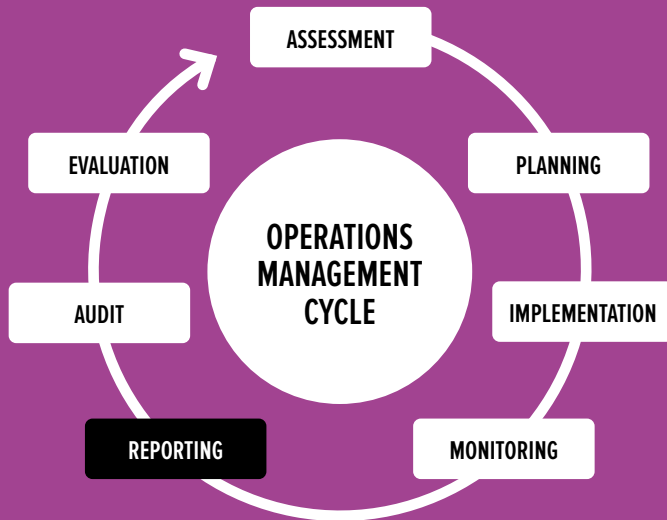 ASSESSMENT
PLANNING
IMPLEMENTATION
MONITORING
REPORTING
AUDIT
EVALUATION
OPERATIONS
MANAGEMENT
CYCLE